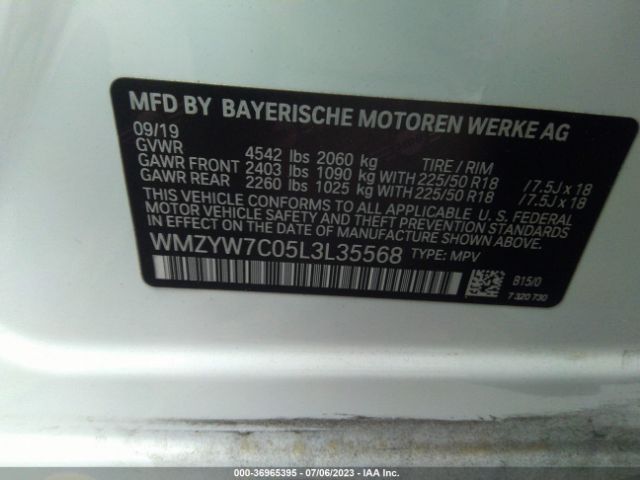 MFD BY BAYERISCHE MOTOREN WERKE AG
09/19
GVWR 4542 lbs 2060 kg TIRE / RIM
GAWR FRONT 2403 lbs 1090 kg WITH 225/50 R18 /7.5J x 18
GAWR REAR 2260 lbs 1025 kg WITH 225/50 R18 /7.5J x 18
THIS VEHICLE CONFORMS TO ALL APPLICABLE U. S. FEDERAL
MOTOR VEHICLE SAFETY, BUMPER, AND THEFT PREVENTION STANDARDS
IN EFFECT ON THE DATE OF MANUFACTURE SHOWN ABOVE.
WMZYW7C05L3L35568 TYPE: MPV
B15/0
7 320 730
000-36965395 - 07/06/2023 - IAA Inc.